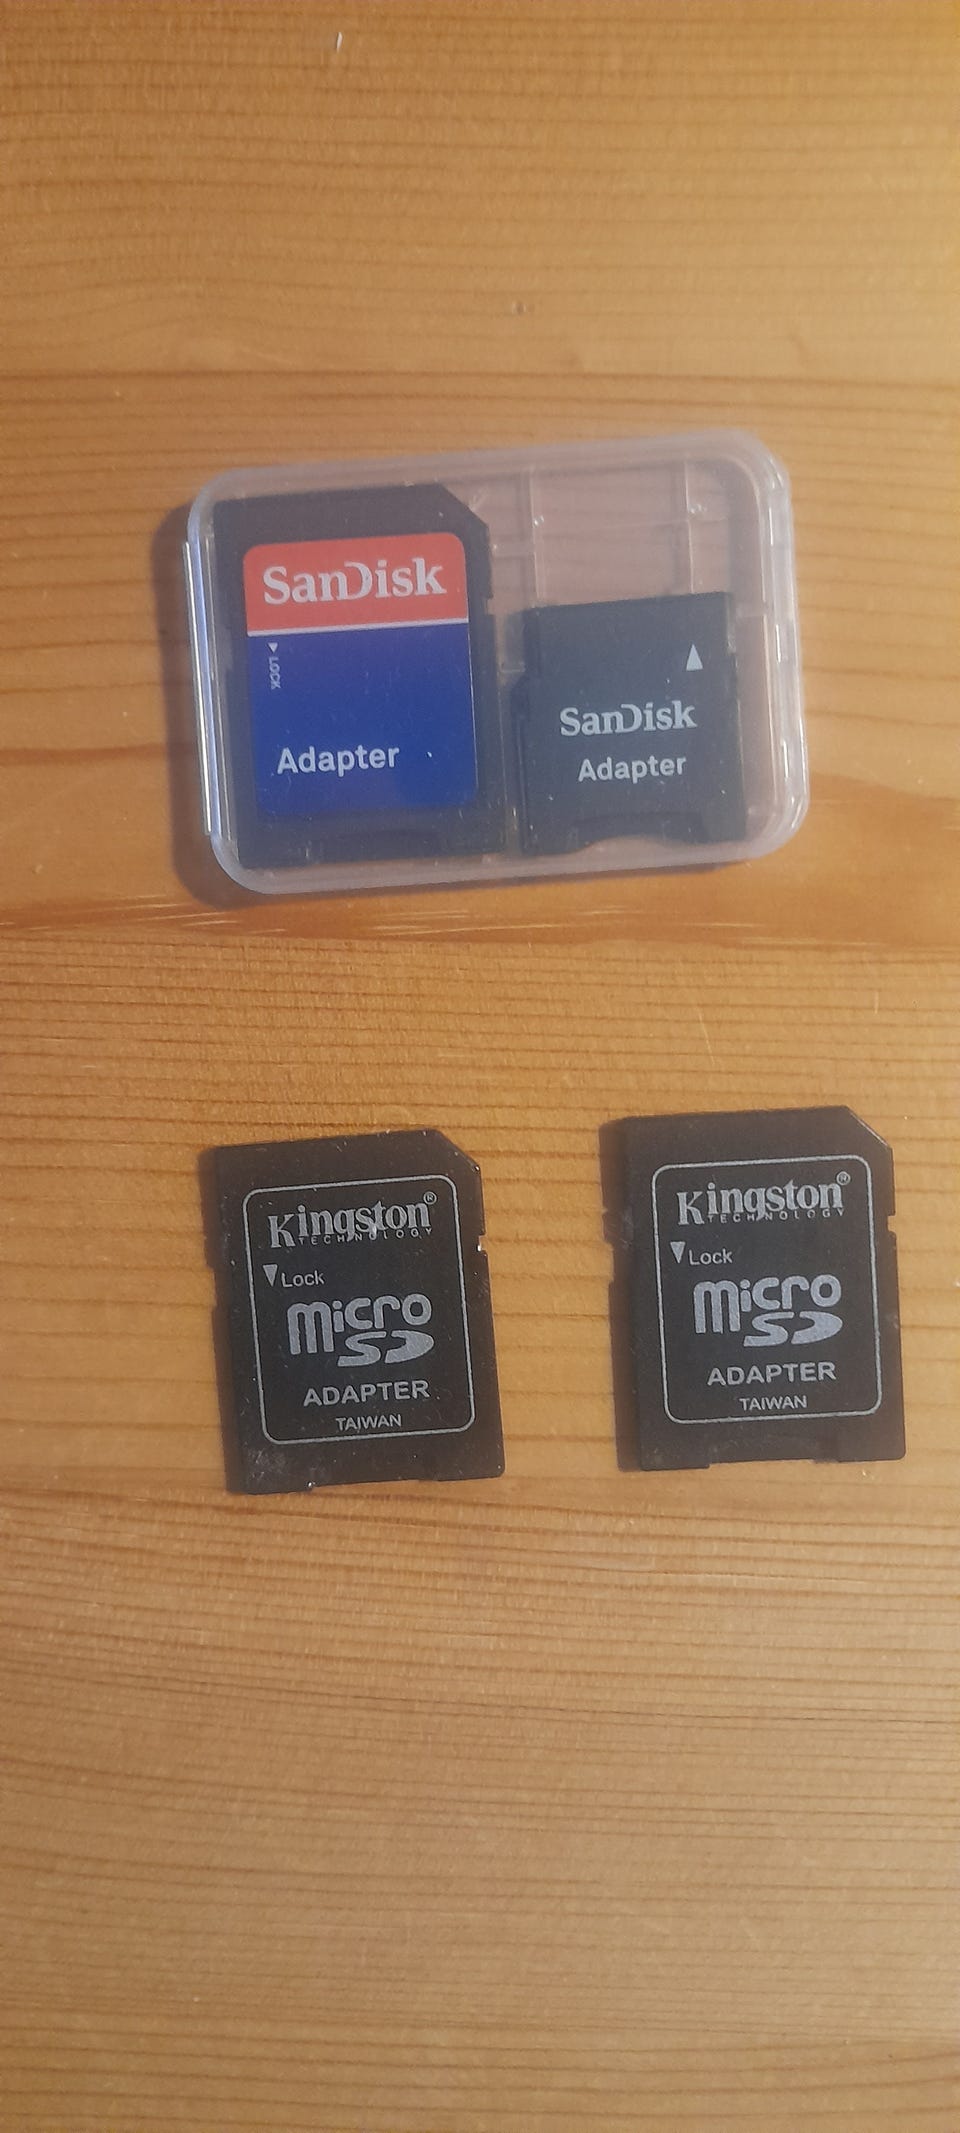 SanDisk
LOCK
Adapter
SanDisk
Adapter
Kingston®
TECHNOLOGY
Lock
micro
SD
ADAPTER
TAIWAN
Kingston®
TECHNOLOGY
Lock
micro
SD
ADAPTER
TAIWAN